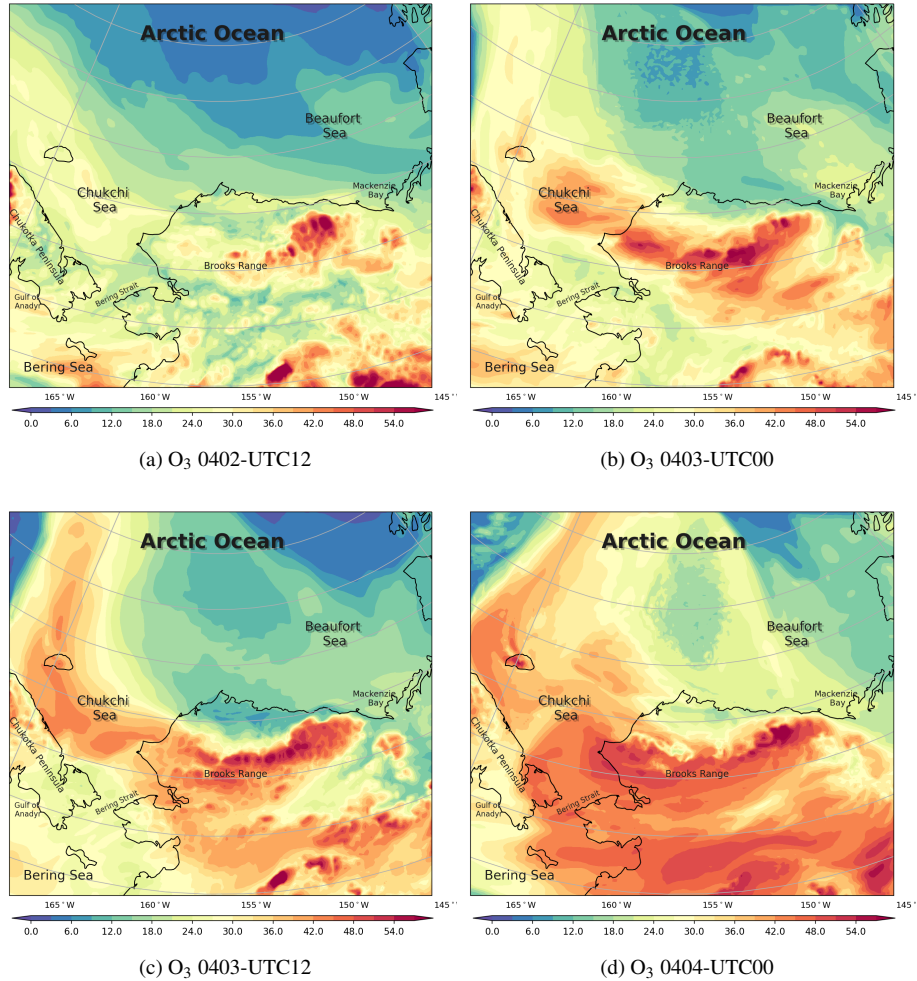 Arctic Ocean
Beaufort
Sea
Mackenzie
Bay
Chukchi
Sea
Chukotka Peninsula
Brooks Range
Bering Strait
Gulf of
Anadyr
Bering Sea
165°W 160°W 155°W 150°W 145°
0.0 6.0 12.0 18.0 24.0 30.0 36.0 42.0 48.0 54.0
(a) O₃ 0402-UTC12
Arctic Ocean
Beaufort
Sea
Mackenzie
Bay
Chukchi
Sea
Chukotka Peninsula
Brooks Range
Bering Strait
Gulf of
Anadyr
Bering Sea
165°W 160°W 155°W 150°W 145°
0.0 6.0 12.0 18.0 24.0 30.0 36.0 42.0 48.0 54.0
(b) O₃ 0403-UTC00
Arctic Ocean
Beaufort
Sea
Mackenzie
Bay
Chukchi
Sea
Chukotka Peninsula
Brooks Range
Bering Strait
Gulf of
Anadyr
Bering Sea
165°W 160°W 155°W 150°W 145°
0.0 6.0 12.0 18.0 24.0 30.0 36.0 42.0 48.0 54.0
(c) O₃ 0403-UTC12
Arctic Ocean
Beaufort
Sea
Mackenzie
Bay
Chukchi
Sea
Chukotka Peninsula
Brooks Range
Bering Strait
Gulf of
Anadyr
Bering Sea
165°W 160°W 155°W 150°W 145°
0.0 6.0 12.0 18.0 24.0 30.0 36.0 42.0 48.0 54.0
(d) O₃ 0404-UTC00